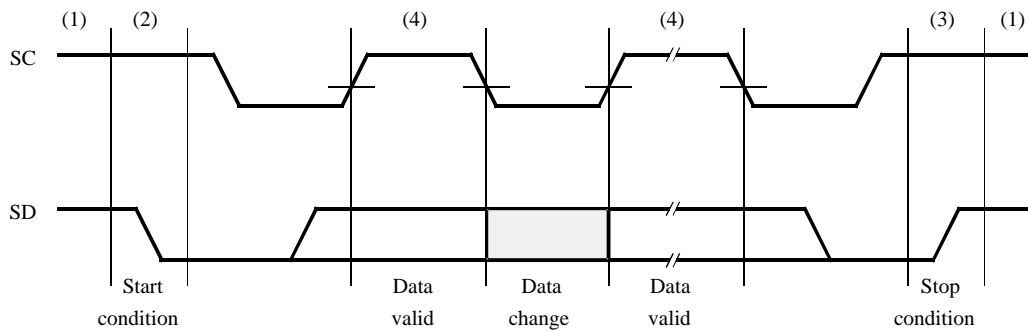 (1) (2) (4) (4) (3) (1)
SC
SD
Start Data Data Data Stop
condition valid change valid condition